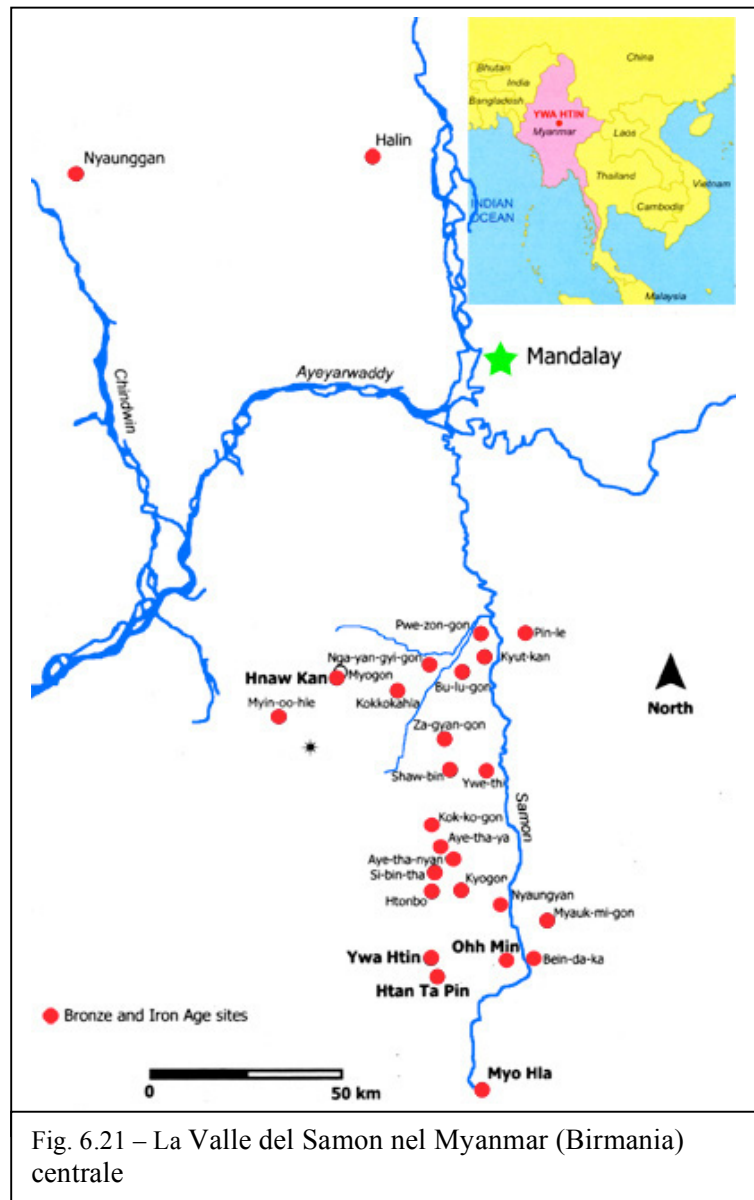 China
Bhutan
India
Bangladesh
YWA HTIN
Myanmar
Laos
Thailand
Vietnam
Cambodia
Malaysia
INDIAN
OCEAN
Nyaunggan
Halin
Mandalay
Ayeyarwaddy
Chindwin
Pwe-zon-gon
Pin-le
Nga-yan-gyi-gon
Kyut-kan
Myogon
Hnaw Kan
Bu-lu-gon
Myin-oo-hle
Kokkokahla
North
Za-gyan-gon
Shaw-bin
Ywe-thi
Samon
Kok-ko-gon
Aye-tha-ya
Aye-tha-nyan
Si-bin-tha
Kyogon
Htonbo
Nyaungyan
Myauk-mi-gon
Ywa Htin
Ohh Min
Bein-da-ka
Htan Ta Pin
Bronze and Iron Age sites
Myo Hla
0 50 km
Fig. 6.21 – La Valle del Samon nel Myanmar (Birmania)
centrale